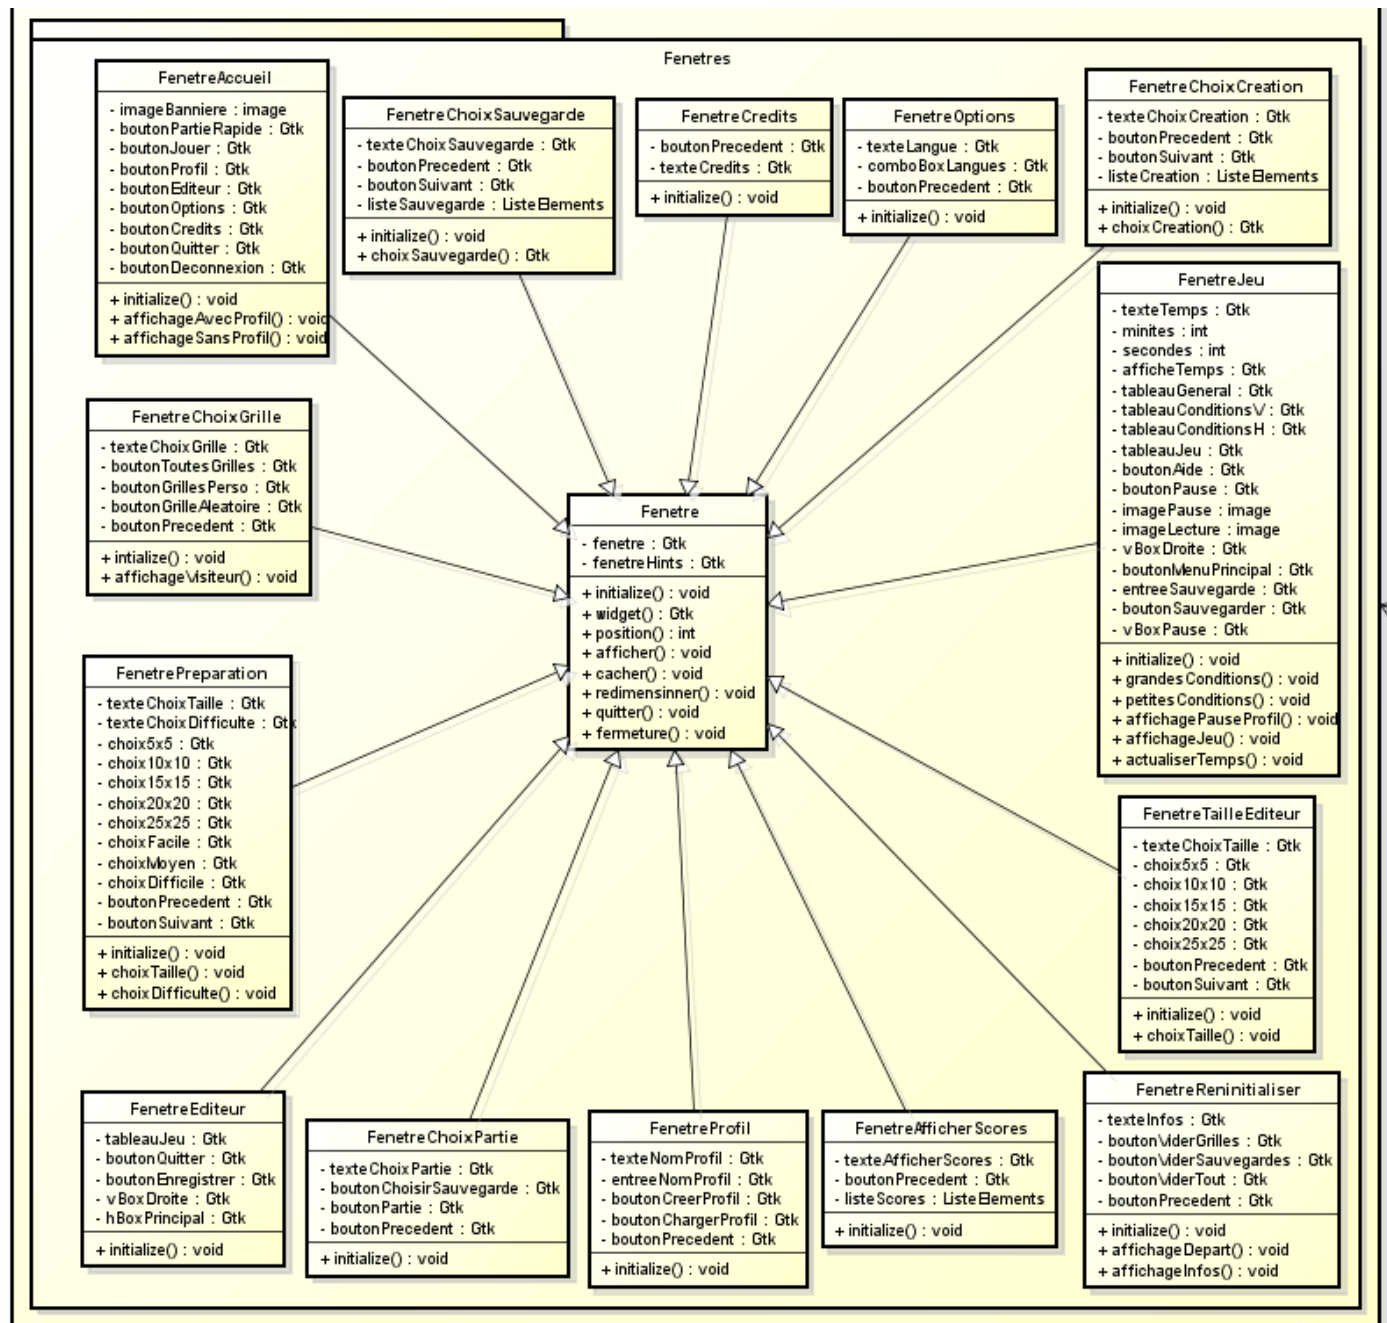 Fenetres
FenetreAccueil
- imageBanniere : image
- boutonPartieRapide : Gtk
- boutonJouer : Gtk
- boutonProfil : Gtk
- boutonEditeur : Gtk
- boutonOptions : Gtk
- boutonCredits : Gtk
- boutonQuitter : Gtk
- boutonDeconnexion : Gtk
+ initialize() : void
+ affichageAvecProfil() : void
+ affichageSansProfil() : void
FenetreChoixSauvegarde
- texteChoixSauvegarde : Gtk
- boutonPrecedent : Gtk
- boutonSuivant : Gtk
- listeSauvegarde : ListeElements
+ initialize() : void
+ choixSauvegarde() : Gtk
FenetreCredits
- boutonPrecedent : Gtk
- texteCredits : Gtk
+ initialize() : void
FenetreOptions
- texteLangue : Gtk
- comboBoxLangues : Gtk
- boutonPrecedent : Gtk
+ initialize() : void
FenetreChoixCreation
- texteChoixCreation : Gtk
- boutonPrecedent : Gtk
- boutonSuivant : Gtk
- listeCreation : ListeElements
+ initialize() : void
+ choixCreation() : Gtk
FenetreJeu
- texteTemps : Gtk
- minites : int
- secondes : int
- afficheTemps : Gtk
- tableauGeneral : Gtk
- tableauConditionsV : Gtk
- tableauConditionsH : Gtk
- tableauJeu : Gtk
- boutonAide : Gtk
- boutonPause : Gtk
- imagePause : image
- imageLecture : image
- vBoxDroite : Gtk
- boutonMenuPrincipal : Gtk
- entreeSauvegarde : Gtk
- boutonSauvegarder : Gtk
- vBoxPause : Gtk
+ initialize() : void
+ grandesConditions() : void
+ petitesConditions() : void
+ affichagePauseProfil() : void
+ affichageJeu() : void
+ actualiserTemps() : void
FenetreChoixGrille
- texteChoixGrille : Gtk
- boutonToutesGrilles : Gtk
- boutonGrillesPerso : Gtk
- boutonGrilleAleatoire : Gtk
- boutonPrecedent : Gtk
+ intialize() : void
+ affichageVisiteur() : void
Fenetre
- fenetre : Gtk
- fenetreHints : Gtk
+ initialize() : void
+ widget() : Gtk
+ position() : int
+ afficher() : void
+ cacher() : void
+ redimensinner() : void
+ quitter() : void
+ fermeture() : void
FenetrePreparation
- texteChoixTaille : Gtk
- texteChoixDifficulte : Gtk
- choix5x5 : Gtk
- choix10x10 : Gtk
- choix15x15 : Gtk
- choix20x20 : Gtk
- choix25x25 : Gtk
- choixFacile : Gtk
- choixMoyen : Gtk
- choixDifficile : Gtk
- boutonPrecedent : Gtk
- boutonSuivant : Gtk
+ initialize() : void
+ choixTaille() : void
+ choixDifficulte() : void
FenetreTailleEditeur
- texteChoixTaille : Gtk
- choix5x5 : Gtk
- choix10x10 : Gtk
- choix15x15 : Gtk
- choix20x20 : Gtk
- choix25x25 : Gtk
- boutonPrecedent : Gtk
- boutonSuivant : Gtk
+ initialize() : void
+ choixTaille() : void
FenetreEditeur
- tableauJeu : Gtk
- boutonQuitter : Gtk
- boutonEnregistrer : Gtk
- vBoxDroite : Gtk
- hBoxPrincipal : Gtk
+ initialize() : void
FenetreChoixPartie
- texteChoixPartie : Gtk
- boutonChoisirSauvegarde : Gtk
- boutonPartie : Gtk
- boutonPrecedent : Gtk
+ initialize() : void
FenetreProfil
- texteNomProfil : Gtk
- entreeNomProfil : Gtk
- boutonCreerProfil : Gtk
- boutonChargerProfil : Gtk
- boutonPrecedent : Gtk
+ initialize() : void
FenetreAfficherScores
- texteAfficherScores : Gtk
- boutonPrecedent : Gtk
- listeScores : ListeElements
+ initialize() : void
FenetreReninitialiser
- texteInfos : Gtk
- boutonViderGrilles : Gtk
- boutonViderSauvegardes : Gtk
- boutonViderTout : Gtk
- boutonPrecedent : Gtk
+ initialize() : void
+ affichageDepart() : void
+ affichageInfos() : void